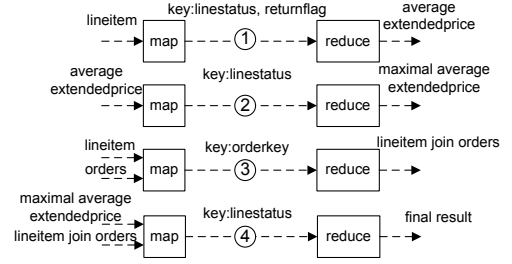 lineitem
key:linestatus, returnflag
average
extendedprice
map
1
reduce
average
extendedprice
key:linestatus
maximal average
extendedprice
map
2
reduce
lineitem
orders
key:orderkey
lineitem join orders
map
3
reduce
maximal average
extendedprice
lineitem join orders
key:linestatus
final result
map
4
reduce